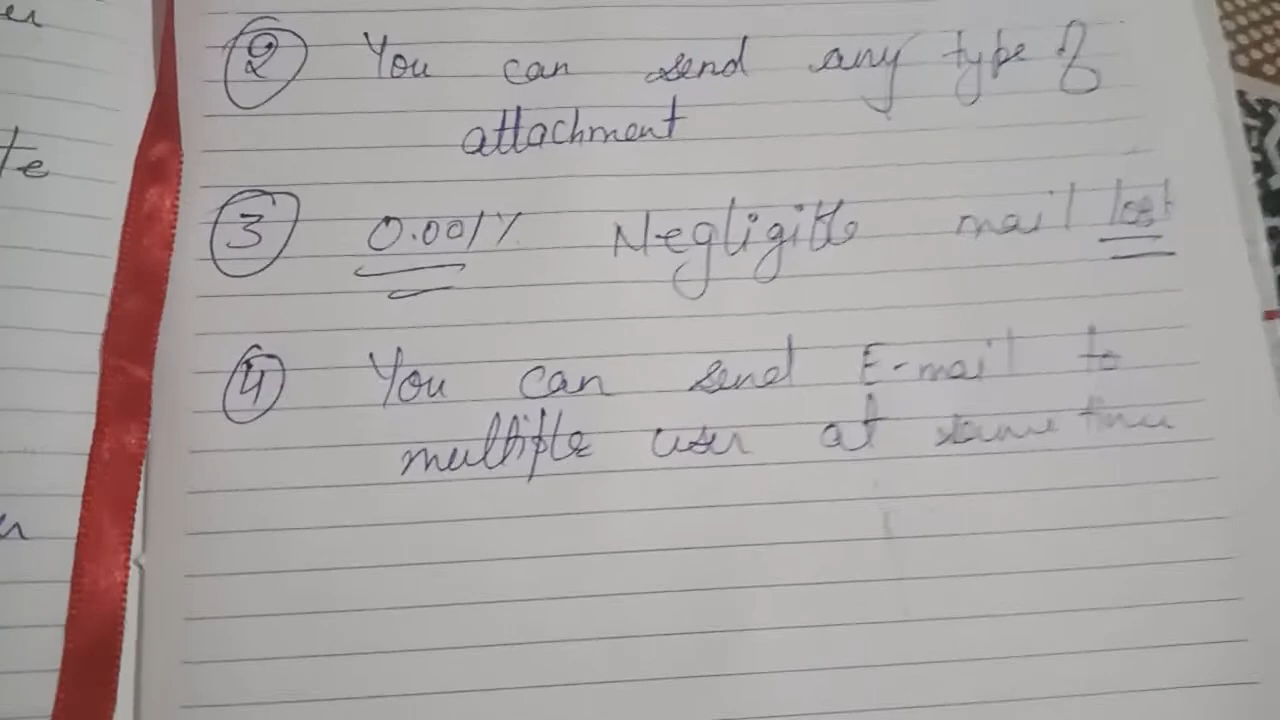 ② You can send any type of
attachment
③ 0.001% Negligible mail lost
④ You can send E-mail to
multiple user at same time
te